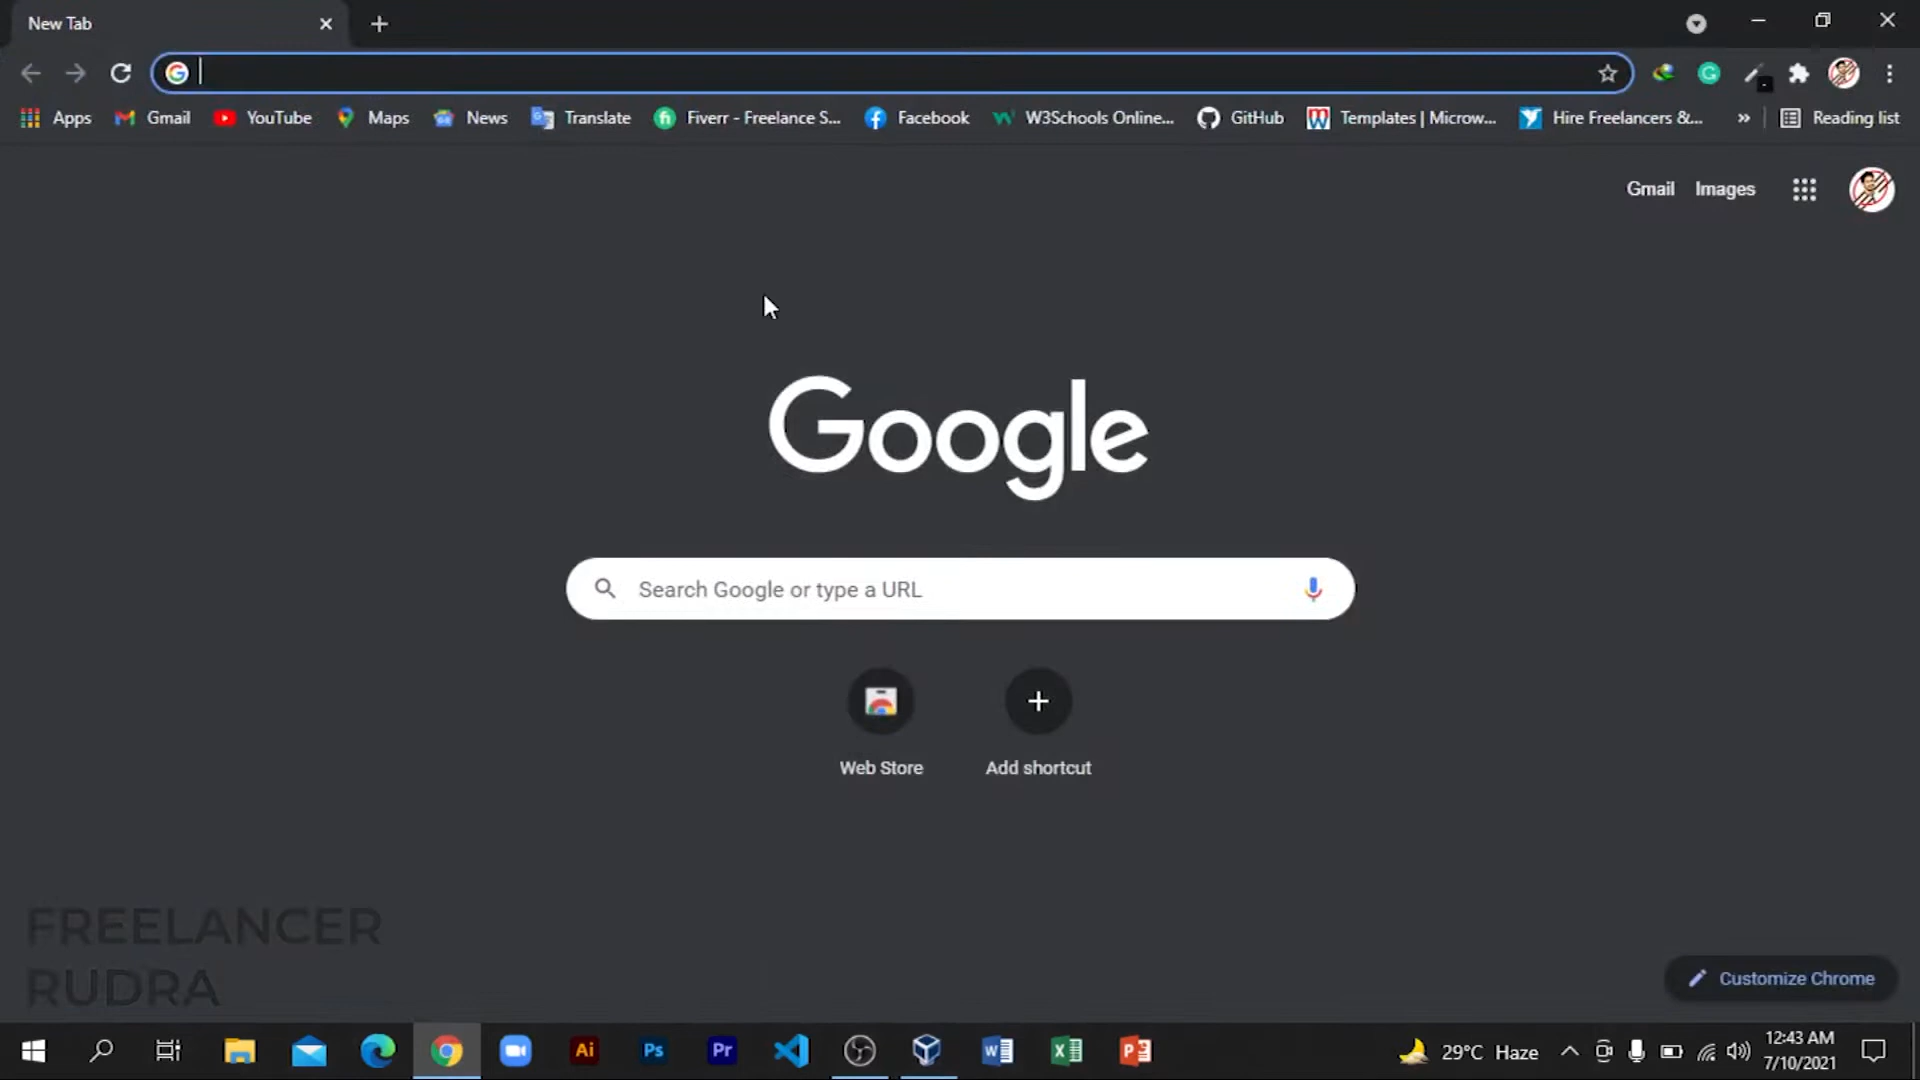 New Tab
Apps Gmail YouTube Maps News Translate Fiverr - Freelance S... Facebook W3Schools Online... GitHub Templates | Microw... Hire Freelancers &... » Reading list
Gmail Images
Google
Search Google or type a URL
Web Store Add shortcut
FREELANCER
RUDRA
Customize Chrome
Ai Ps Pr
29°C Haze
12:43 AM
7/10/2021